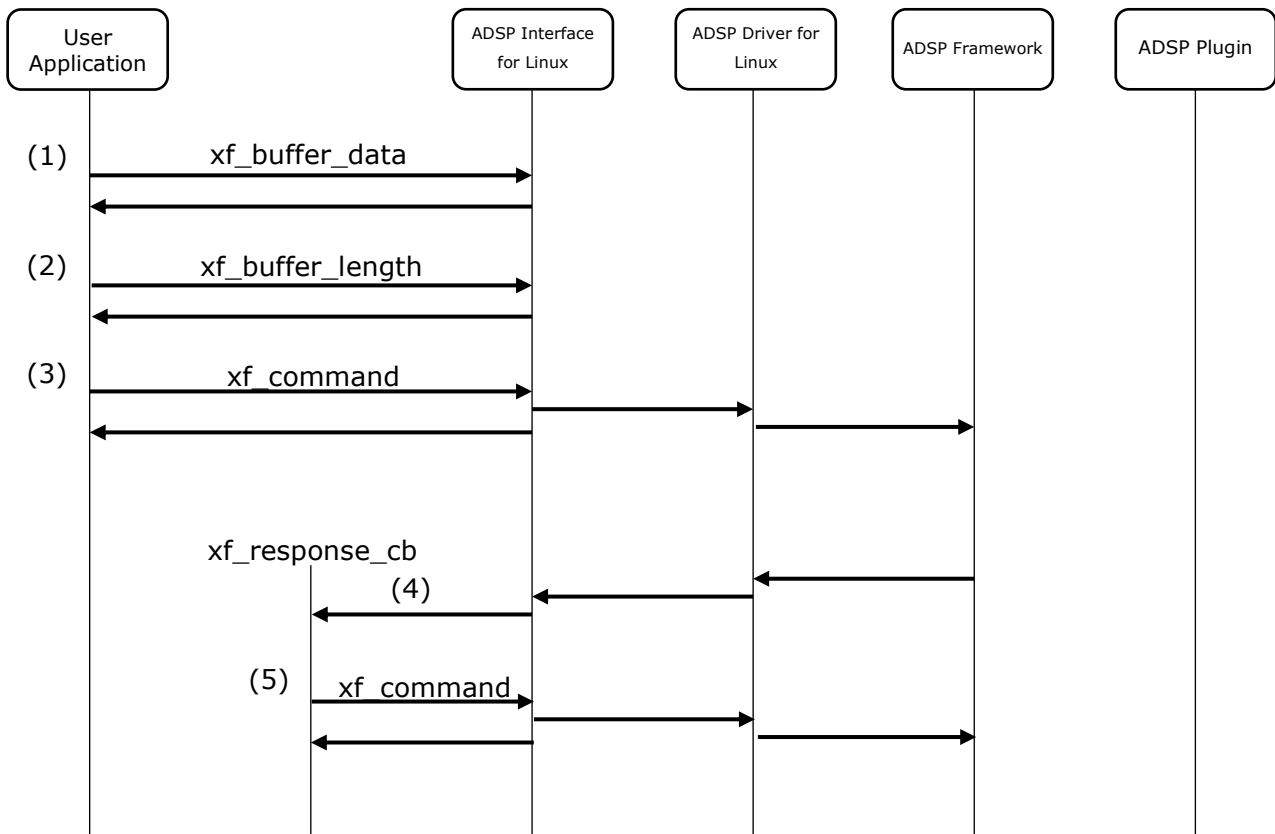 User
Application
ADSP Interface
for Linux
ADSP Driver for
Linux
ADSP Framework
ADSP Plugin
(1)
xf_buffer_data
(2)
xf_buffer_length
(3)
xf_command
xf_response_cb
(4)
(5)
xf_command